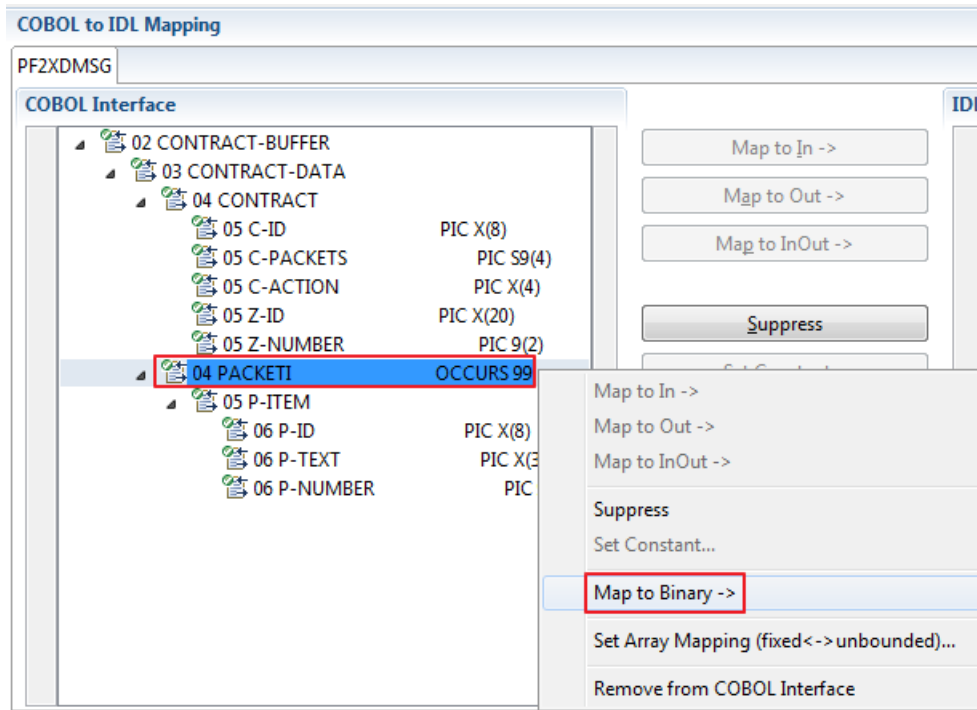 COBOL to IDL Mapping
PF2XDMSG
COBOL Interface
02 CONTRACT-BUFFER
03 CONTRACT-DATA
04 CONTRACT
05 C-ID PIC X(8)
05 C-PACKETS PIC S9(4)
05 C-ACTION PIC X(4)
05 Z-ID PIC X(20)
05 Z-NUMBER PIC 9(2)
04 PACKETI OCCURS 99
05 P-ITEM
06 P-ID PIC X(8)
06 P-TEXT PIC X(3
06 P-NUMBER PIC
Map to In ->
Map to Out ->
Map to InOut ->
Suppress
Map to In ->
Map to Out ->
Map to InOut ->
Suppress
Set Constant...
Map to Binary ->
Set Array Mapping (fixed<->unbounded)...
Remove from COBOL Interface